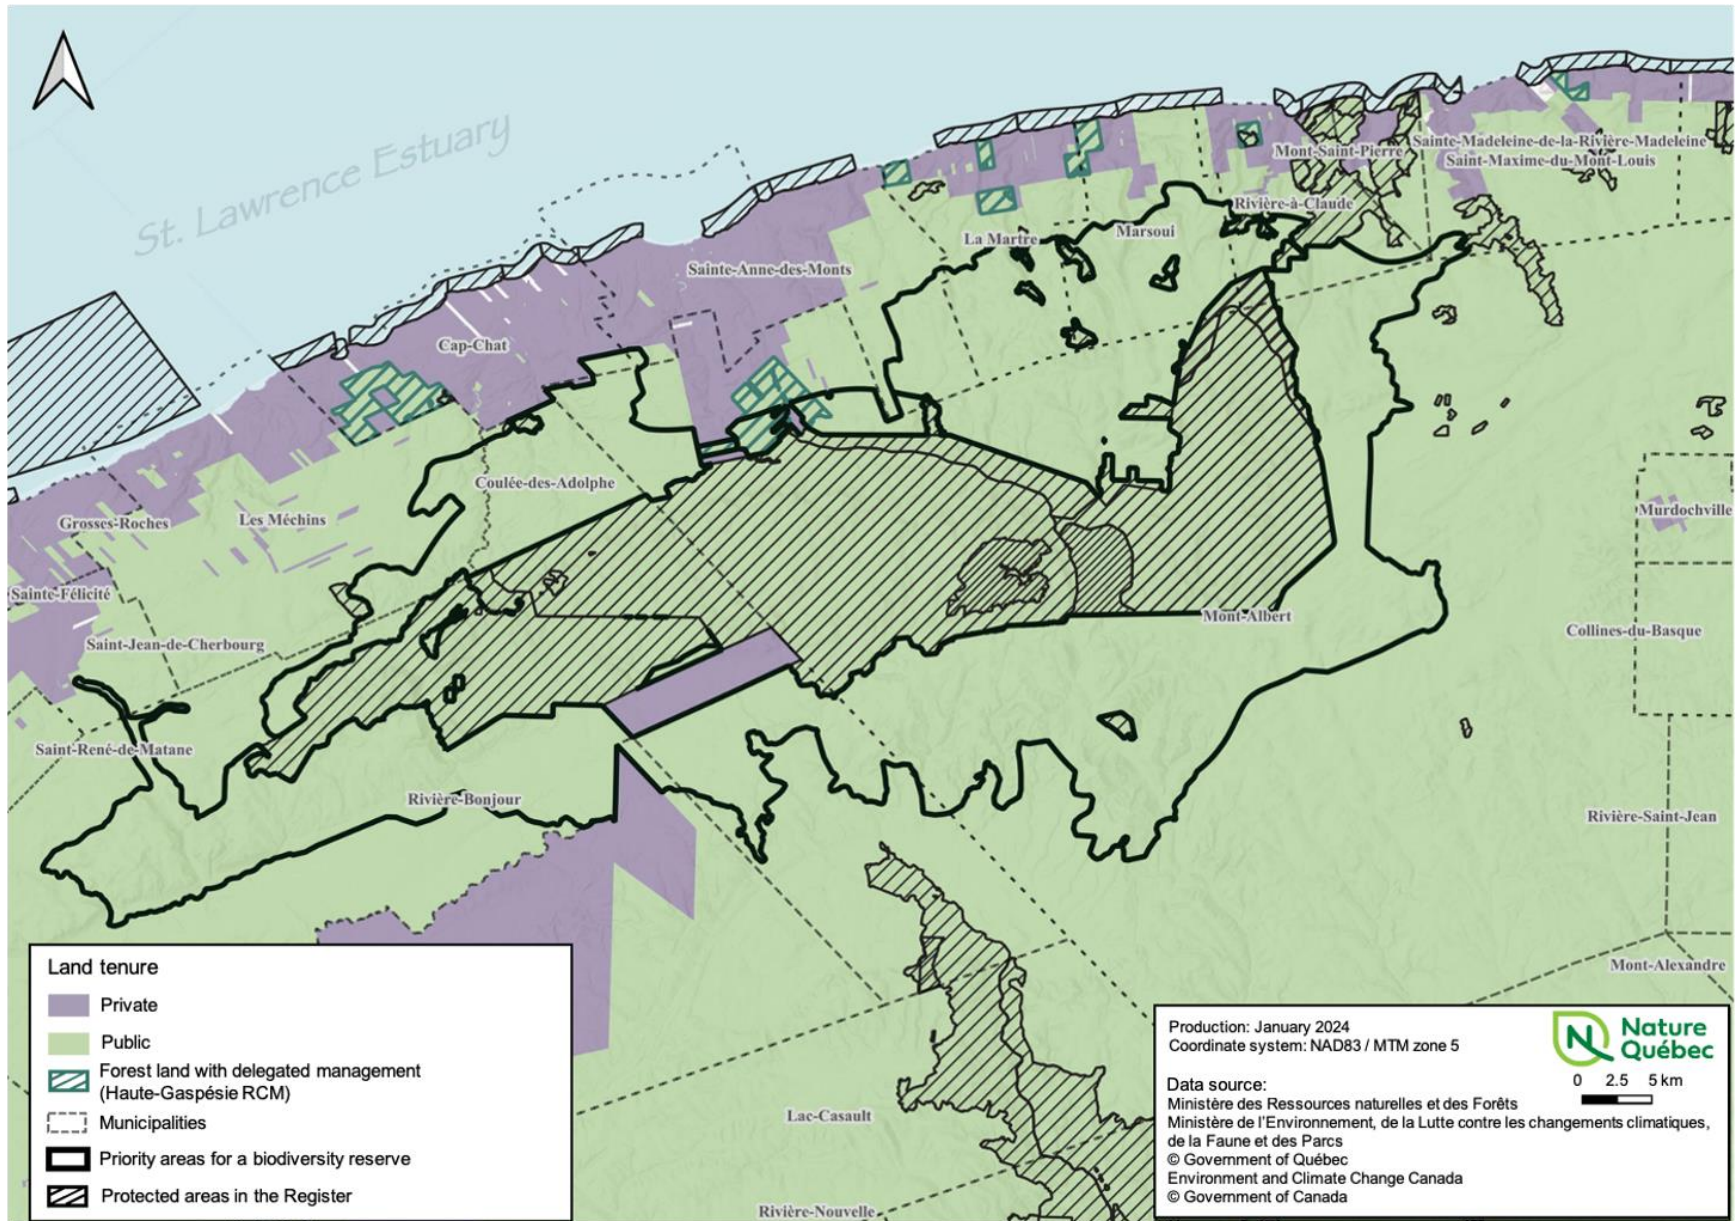 St. Lawrence Estuary
Sainte-Madeleine-de-la-Rivière-Madeleine
Mont-Saint-Pierre
Saint-Maxime-du-Mont-Louis
Rivière-à-Claude
Marsoui
La Martre
Sainte-Anne-des-Monts
Cap-Chat
Coulée-des-Adolphe
Murdochville
Grosses-Roches
Les Méchins
Sainte-Félicité
Mont-Albert
Collines-du-Basque
Saint-Jean-de-Cherbourg
Saint-René-de-Matane
Rivière-Bonjour
Rivière-Saint-Jean
Mont-Alexandre
Lac-Casault
Rivière-Nouvelle
Land tenure
Private
Public
Forest land with delegated management
(Haute-Gaspésie RCM)
Municipalities
Priority areas for a biodiversity reserve
Protected areas in the Register
Production: January 2024
Coordinate system: NAD83 / MTM zone 5
Nature
Québec
0 2.5 5 km
Data source:
Ministère des Ressources naturelles et des Forêts
Ministère de l'Environnement, de la Lutte contre les changements climatiques,
de la Faune et des Parcs
© Government of Québec
Environment and Climate Change Canada
© Government of Canada